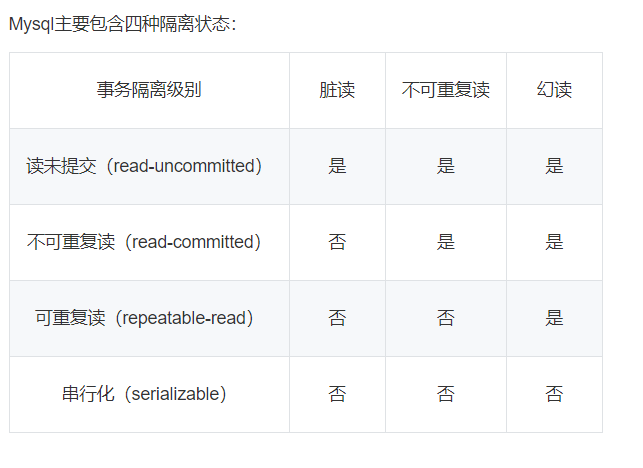 Mysql主要包含四种隔离状态：
事务隔离级别 脏读 不可重复读 幻读
读未提交（read-uncommitted） 是 是 是
不可重复读（read-committed） 否 是 是
可重复读（repeatable-read） 否 否 是
串行化（serializable） 否 否 否